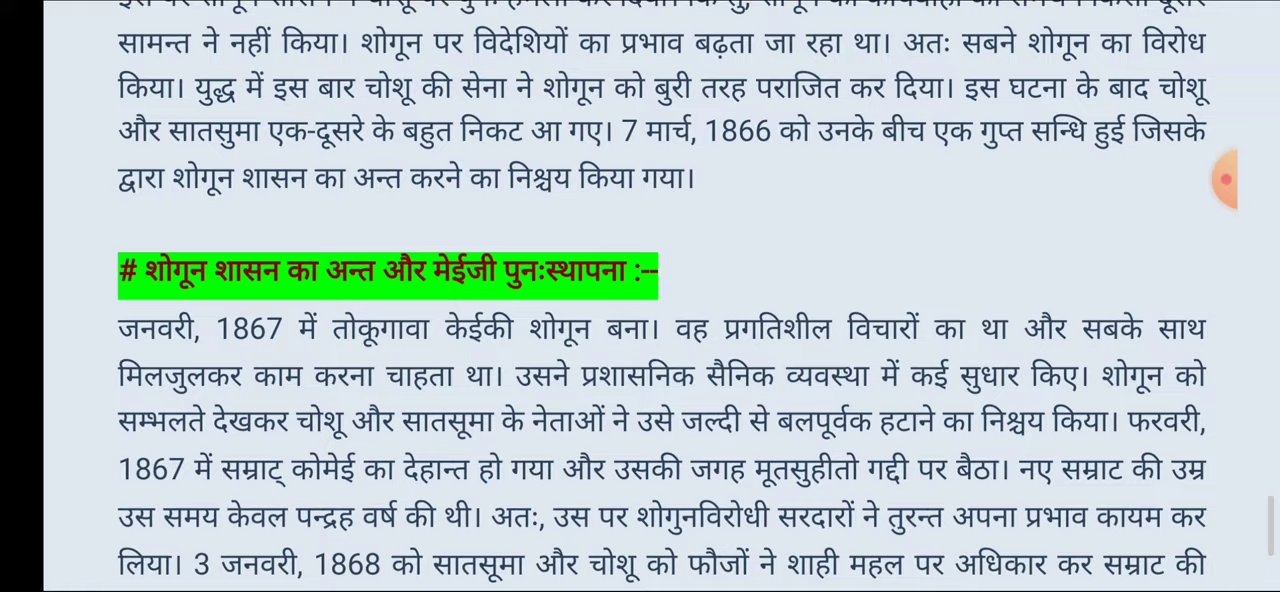 सामन्त ने नहीं किया। शोगून पर विदेशियों का प्रभाव बढ़ता जा रहा था। अतः सबने शोगून का विरोध
किया। युद्ध में इस बार चोशू की सेना ने शोगून को बुरी तरह पराजित कर दिया। इस घटना के बाद चोशू
और सातसुमा एक-दूसरे के बहुत निकट आ गए। 7 मार्च, 1866 को उनके बीच एक गुप्त सन्धि हुई जिसके
द्वारा शोगून शासन का अन्त करने का निश्चय किया गया।
# शोगून शासन का अन्त और मेईजी पुनःस्थापना :--
जनवरी, 1867 में तोकूगावा केईकी शोगून बना। वह प्रगतिशील विचारों का था और सबके साथ
मिलजुलकर काम करना चाहता था। उसने प्रशासनिक सैनिक व्यवस्था में कई सुधार किए। शोगून को
सम्भलते देखकर चोशू और सातसूमा के नेताओं ने उसे जल्दी से बलपूर्वक हटाने का निश्चय किया। फरवरी,
1867 में सम्राट् कोमेई का देहान्त हो गया और उसकी जगह मूतसुहीतो गद्दी पर बैठा। नए सम्राट की उम्र
उस समय केवल पन्द्रह वर्ष की थी। अतः, उस पर शोगुनविरोधी सरदारों ने तुरन्त अपना प्रभाव कायम कर
लिया। 3 जनवरी, 1868 को सातसूमा और चोशू को फौजों ने शाही महल पर अधिकार कर सम्राट की